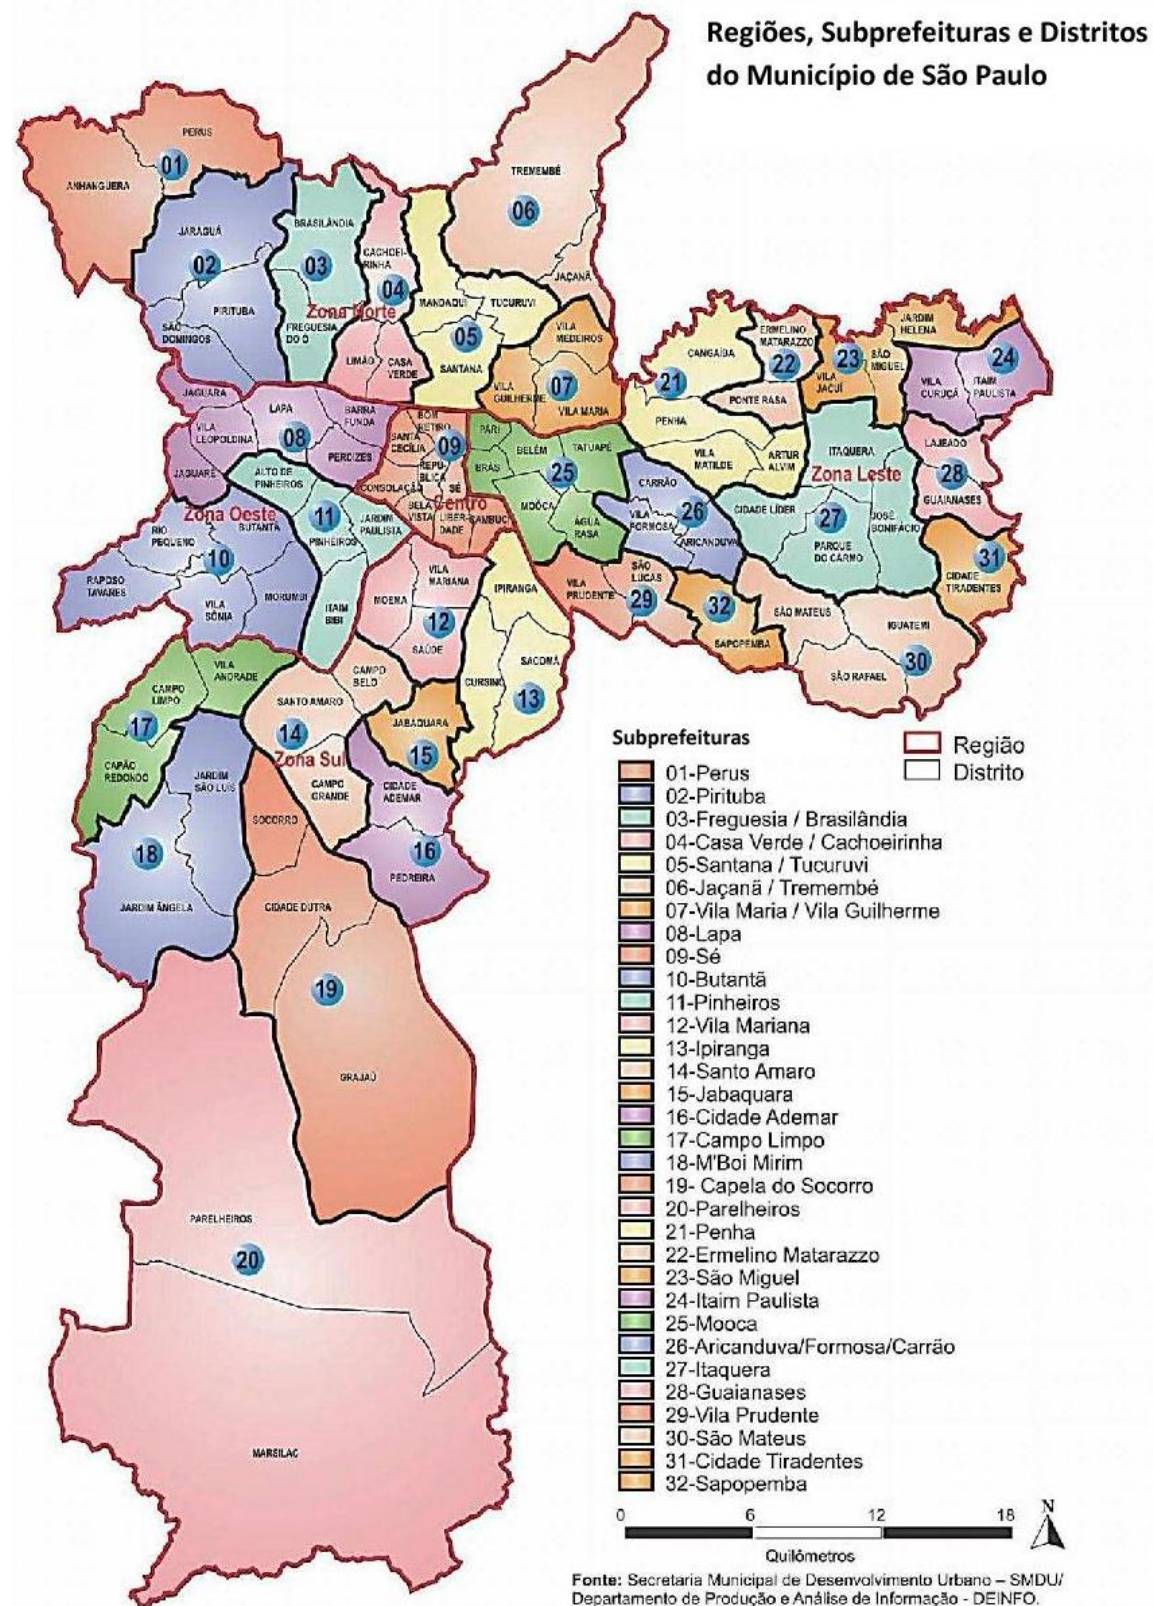 Regiões, Subprefeituras e Distritos
do Município de São Paulo
PERUS
01
ANHANGÜERA
TREMEMBÉ
06
JAÇANÃ
JARAGUÁ
02
PIRITUBA
SÃO
DOMINGOS
BRASILÂNDIA
03
FREGUESIA
DO Ó
Zona Norte
CACHOEI-
RINHA
04
LIMÃO
CASA
VERDE
MANDAQUI
TUCURUVI
05
SANTANA
VILA
MEDEIROS
07
VILA
GUILHERME
VILA MARIA
CANGAÍBA
21
PENHA
VILA
MATILDE
ARTUR
ALVIM
ERMELINO
MATARAZZO
22
PONTE RASA
JARDIM
HELENA
23
SÃO
MIGUEL
VILA
JACUÍ
24
VILA
CURUÇÁ
ITAIM
PAULISTA
JAGUARA
LAPA
BARRA
FUNDA
VILA
LEOPOLDINA
08
PERDIZES
JAGUARÉ
BOM
RETIRO
SANTA
CECÍLIA
09
REPÚ-
BLICA
CONSOLAÇÃO
SÉ
Centro
BELA
VISTA
LIBER-
DADE
CAMBUCI
PARI
BELÉM
TATUAPÉ
BRÁS
25
MOÓCA
ÁGUA
RASA
CARRÃO
VILA
FORMOSA
26
ARICANDUVA
ITAQUERA
Zona Leste
CIDADE LÍDER
27
JOSÉ
BONIFÁCIO
PARQUE
DO CARMO
LAJEADO
28
GUAIANASES
31
CIDADE
TIRADENTES
ALTO DE
PINHEIROS
11
PINHEIROS
JARDIM
PAULISTA
ITAIM
BIBI
Zona Oeste
RIO
PEQUENO
BUTANTÃ
10
RAPOSO
TAVARES
VILA
SÔNIA
MORUMBI
VILA
MARIANA
MOEMA
12
SAÚDE
IPIRANGA
SACOMÃ
CURSINO
13
VILA
PRUDENTE
SÃO
LUCAS
29
32
SAPOPEMBA
SÃO MATEUS
IGUATEMI
30
SÃO RAFAEL
VILA
ANDRADE
CAMPO
LIMPO
17
CAPÃO
REDONDO
CAMPO
BELO
SANTO AMARO
14
Zona Sul
CAMPO
GRANDE
JABAQUARA
15
JARDIM
SÃO LUÍS
18
JARDIM ÂNGELA
SOCORRO
CIDADE
ADEMAR
16
PEDREIRA
CIDADE DUTRA
19
GRAJAÚ
PARELHEIROS
20
MARSILAC
Subprefeituras
Região
Distrito
01-Perus
02-Pirituba
03-Freguesia / Brasilândia
04-Casa Verde / Cachoeirinha
05-Santana / Tucuruvi
06-Jaçanã / Tremembé
07-Vila Maria / Vila Guilherme
08-Lapa
09-Sé
10-Butantã
11-Pinheiros
12-Vila Mariana
13-Ipiranga
14-Santo Amaro
15-Jabaquara
16-Cidade Ademar
17-Campo Limpo
18-M'Boi Mirim
19- Capela do Socorro
20-Parelheiros
21-Penha
22-Ermelino Matarazzo
23-São Miguel
24-Itaim Paulista
25-Mooca
26-Aricanduva/Formosa/Carrão
27-Itaquera
28-Guaianases
29-Vila Prudente
30-São Mateus
31-Cidade Tiradentes
32-Sapopemba
0 6 12 18
N
Quilômetros
Fonte: Secretaria Municipal de Desenvolvimento Urbano – SMDU/
Departamento de Produção e Análise de Informação - DEINFO.